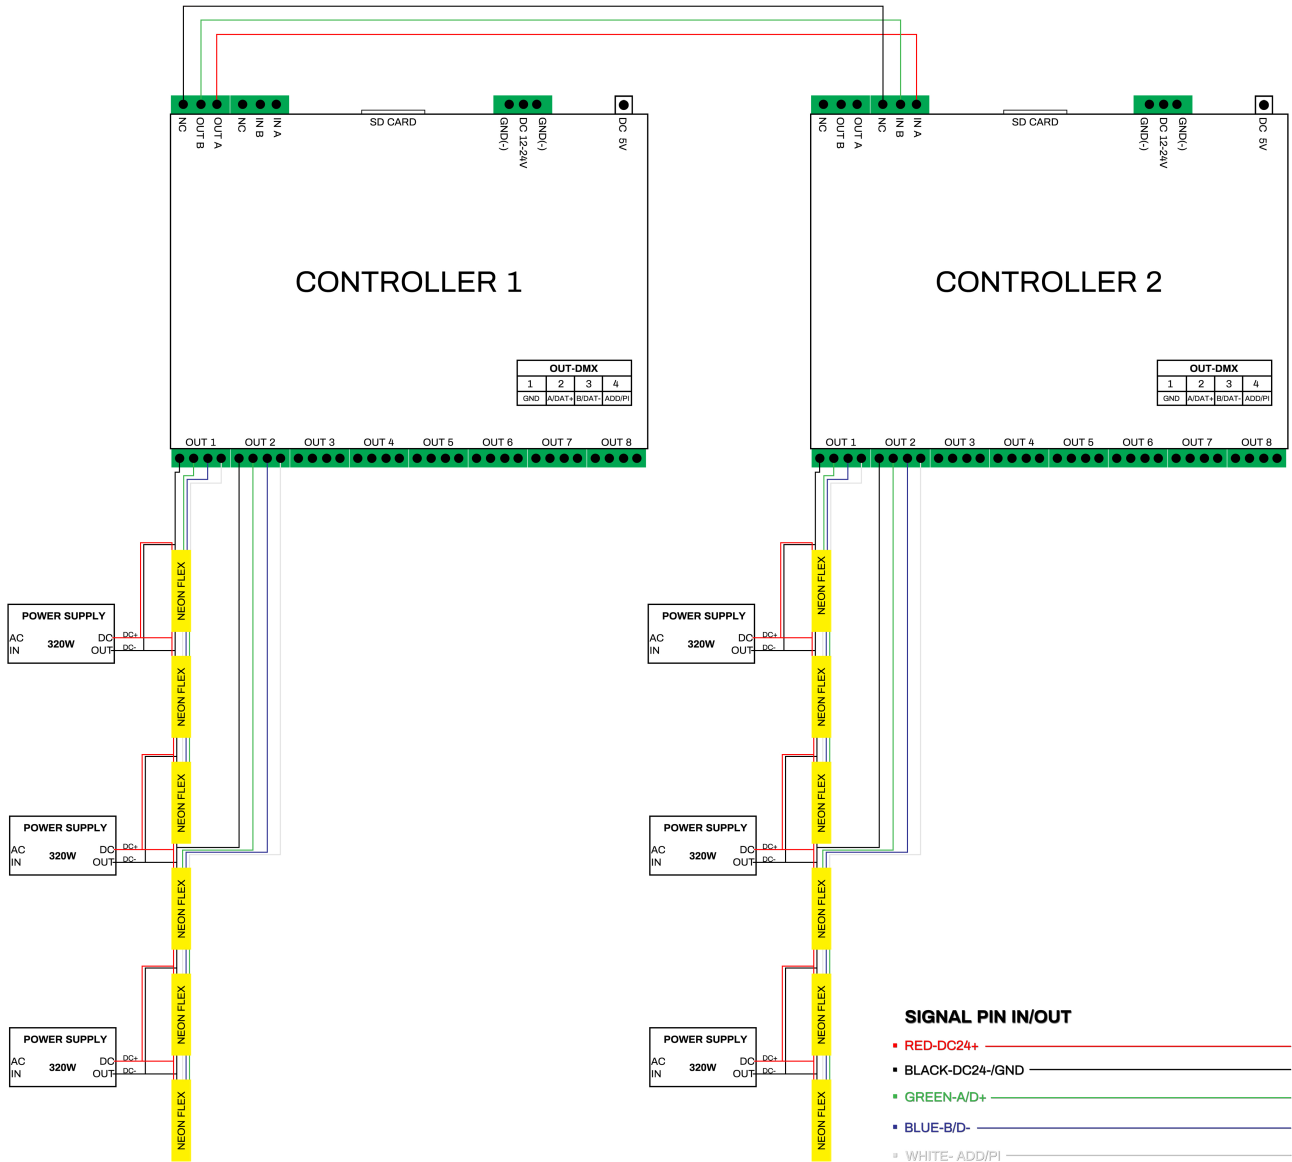 NC
OUT B
OUT A
NC
IN B
IN A
SD CARD
GND(-)
DC 12-24V
GND(-)
DC 5V
CONTROLLER 1
OUT-DMX
1 2 3 4
GND A/DAT+ B/DAT- ADD/PI
OUT 1 OUT 2 OUT 3 OUT 4 OUT 5 OUT 6 OUT 7 OUT 8
NC
OUT B
OUT A
NC
IN B
IN A
SD CARD
GND(-)
DC 12-24V
GND(-)
DC 5V
CONTROLLER 2
OUT-DMX
1 2 3 4
GND A/DAT+ B/DAT- ADD/PI
OUT 1 OUT 2 OUT 3 OUT 4 OUT 5 OUT 6 OUT 7 OUT 8
NEON FLEX
POWER SUPPLY
AC IN
320W
DC OUT
DC+
DC-
NEON FLEX
NEON FLEX
POWER SUPPLY
AC IN
320W
DC OUT
DC+
DC-
NEON FLEX
NEON FLEX
POWER SUPPLY
AC IN
320W
DC OUT
DC+
DC-
NEON FLEX
NEON FLEX
POWER SUPPLY
AC IN
320W
DC OUT
DC+
DC-
NEON FLEX
NEON FLEX
POWER SUPPLY
AC IN
320W
DC OUT
DC+
DC-
NEON FLEX
NEON FLEX
POWER SUPPLY
AC IN
320W
DC OUT
DC+
DC-
NEON FLEX
SIGNAL PIN IN/OUT
RED-DC24+
BLACK-DC24-/GND
GREEN-A/D+
BLUE-B/D-
WHITE- ADD/PI